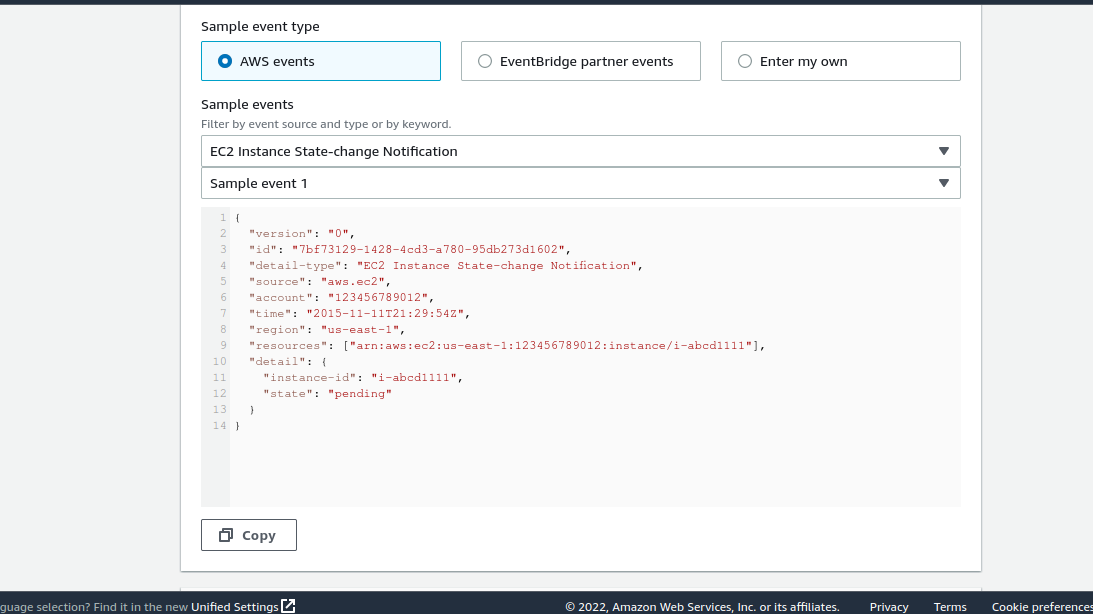 Sample event type
AWS events
EventBridge partner events
Enter my own
Sample events
Filter by event source and type or by keyword.
EC2 Instance State-change Notification
Sample event 1
1 {
2   "version": "0",
3   "id": "7bf73129-1428-4cd3-a780-95db273d1602",
4   "detail-type": "EC2 Instance State-change Notification",
5   "source": "aws.ec2",
6   "account": "123456789012",
7   "time": "2015-11-11T21:29:54Z",
8   "region": "us-east-1",
9   "resources": ["arn:aws:ec2:us-east-1:123456789012:instance/i-abcd1111"],
10   "detail": {
11     "instance-id": "i-abcd1111",
12     "state": "pending"
13   }
14 }
Copy
guage selection? Find it in the new Unified Settings
© 2022, Amazon Web Services, Inc. or its affiliates.
Privacy
Terms
Cookie preferences